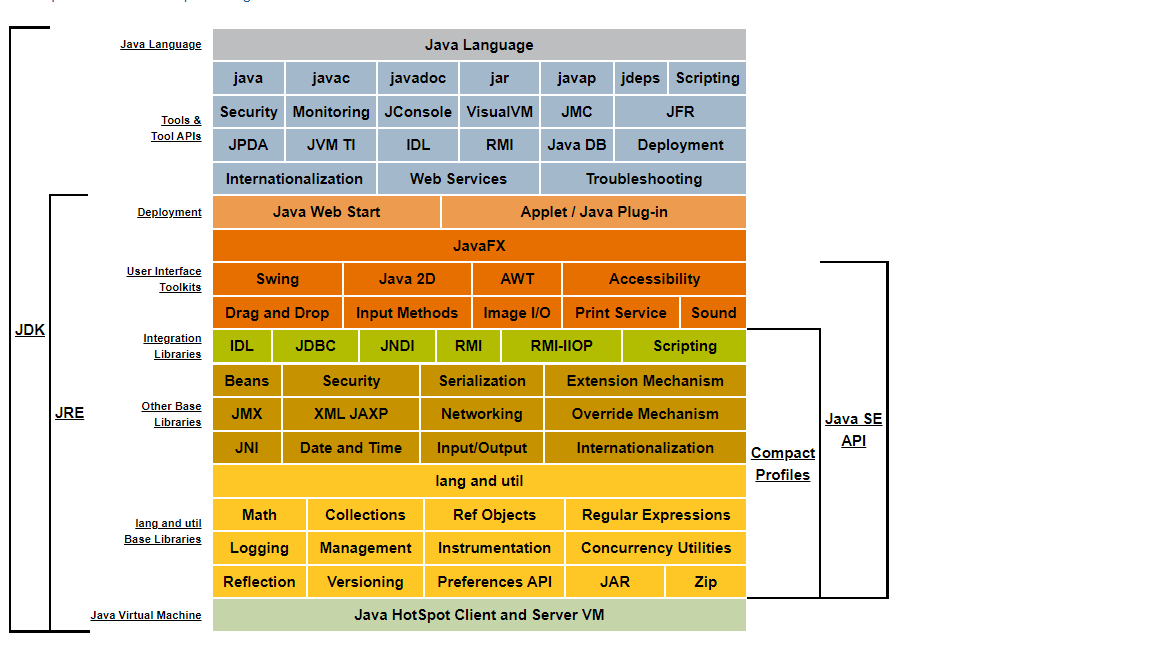 Java Language
Java Language
java javac javadoc jar javap jdeps Scripting
Tools &
Tool APIs
Security Monitoring JConsole VisualVM JMC JFR
JPDA JVM TI IDL RMI Java DB Deployment
Internationalization Web Services Troubleshooting
Deployment
Java Web Start Applet / Java Plug-in
JavaFX
User Interface
Toolkits
Swing Java 2D AWT Accessibility
Drag and Drop Input Methods Image I/O Print Service Sound
JDK
Integration
Libraries
IDL JDBC JNDI RMI RMI-IIOP Scripting
JRE
Other Base
Libraries
Beans Security Serialization Extension Mechanism
JMX XML JAXP Networking Override Mechanism
JNI Date and Time Input/Output Internationalization
Java SE
API
Compact
Profiles
lang and util
lang and util
Base Libraries
Math Collections Ref Objects Regular Expressions
Logging Management Instrumentation Concurrency Utilities
Reflection Versioning Preferences API JAR Zip
Java Virtual Machine
Java HotSpot Client and Server VM